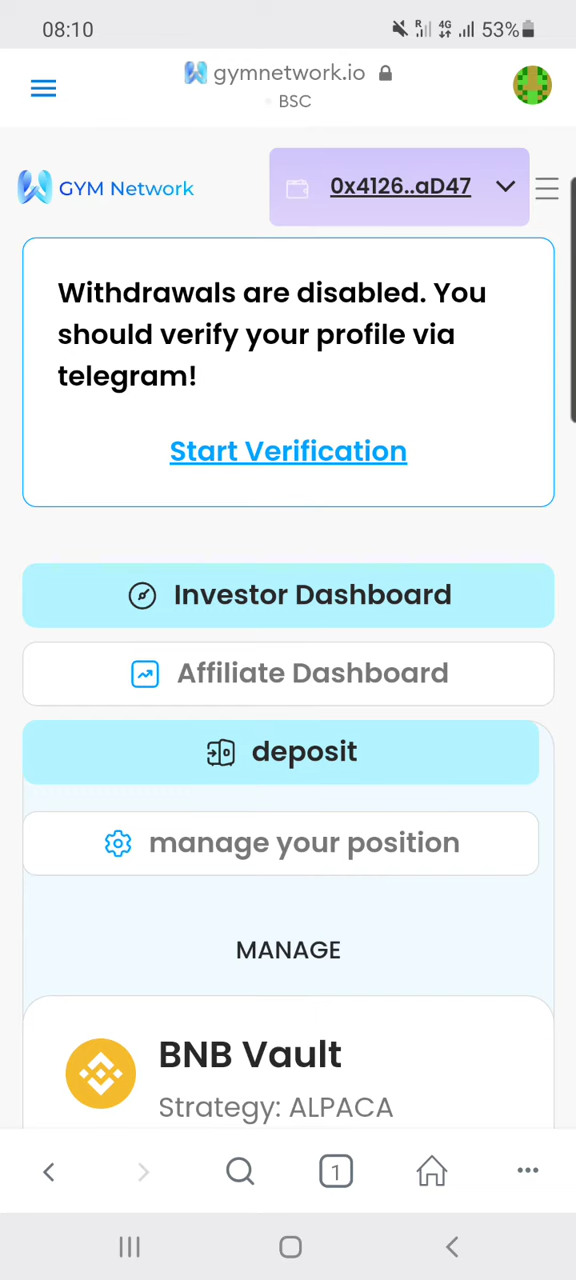 08:10
R
4G
53%
gymnetwork.io
BSC
GYM Network
0x4126..aD47
Withdrawals are disabled. You
should verify your profile via
telegram!
Start Verification
Investor Dashboard
Affiliate Dashboard
deposit
manage your position
MANAGE
BNB Vault
Strategy: ALPACA
1